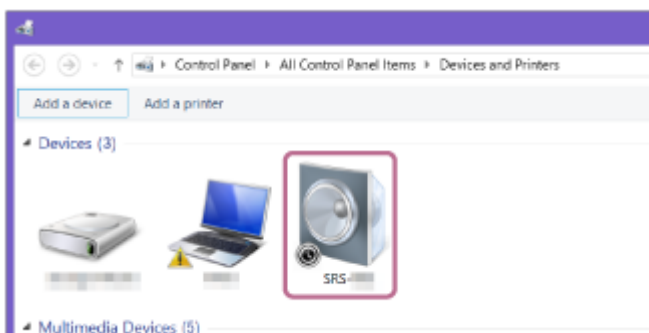 Control Panel ▸ All Control Panel Items ▸ Devices and Printers
Add a device Add a printer
Devices (3)
SRS-
Multimedia Devices (5)